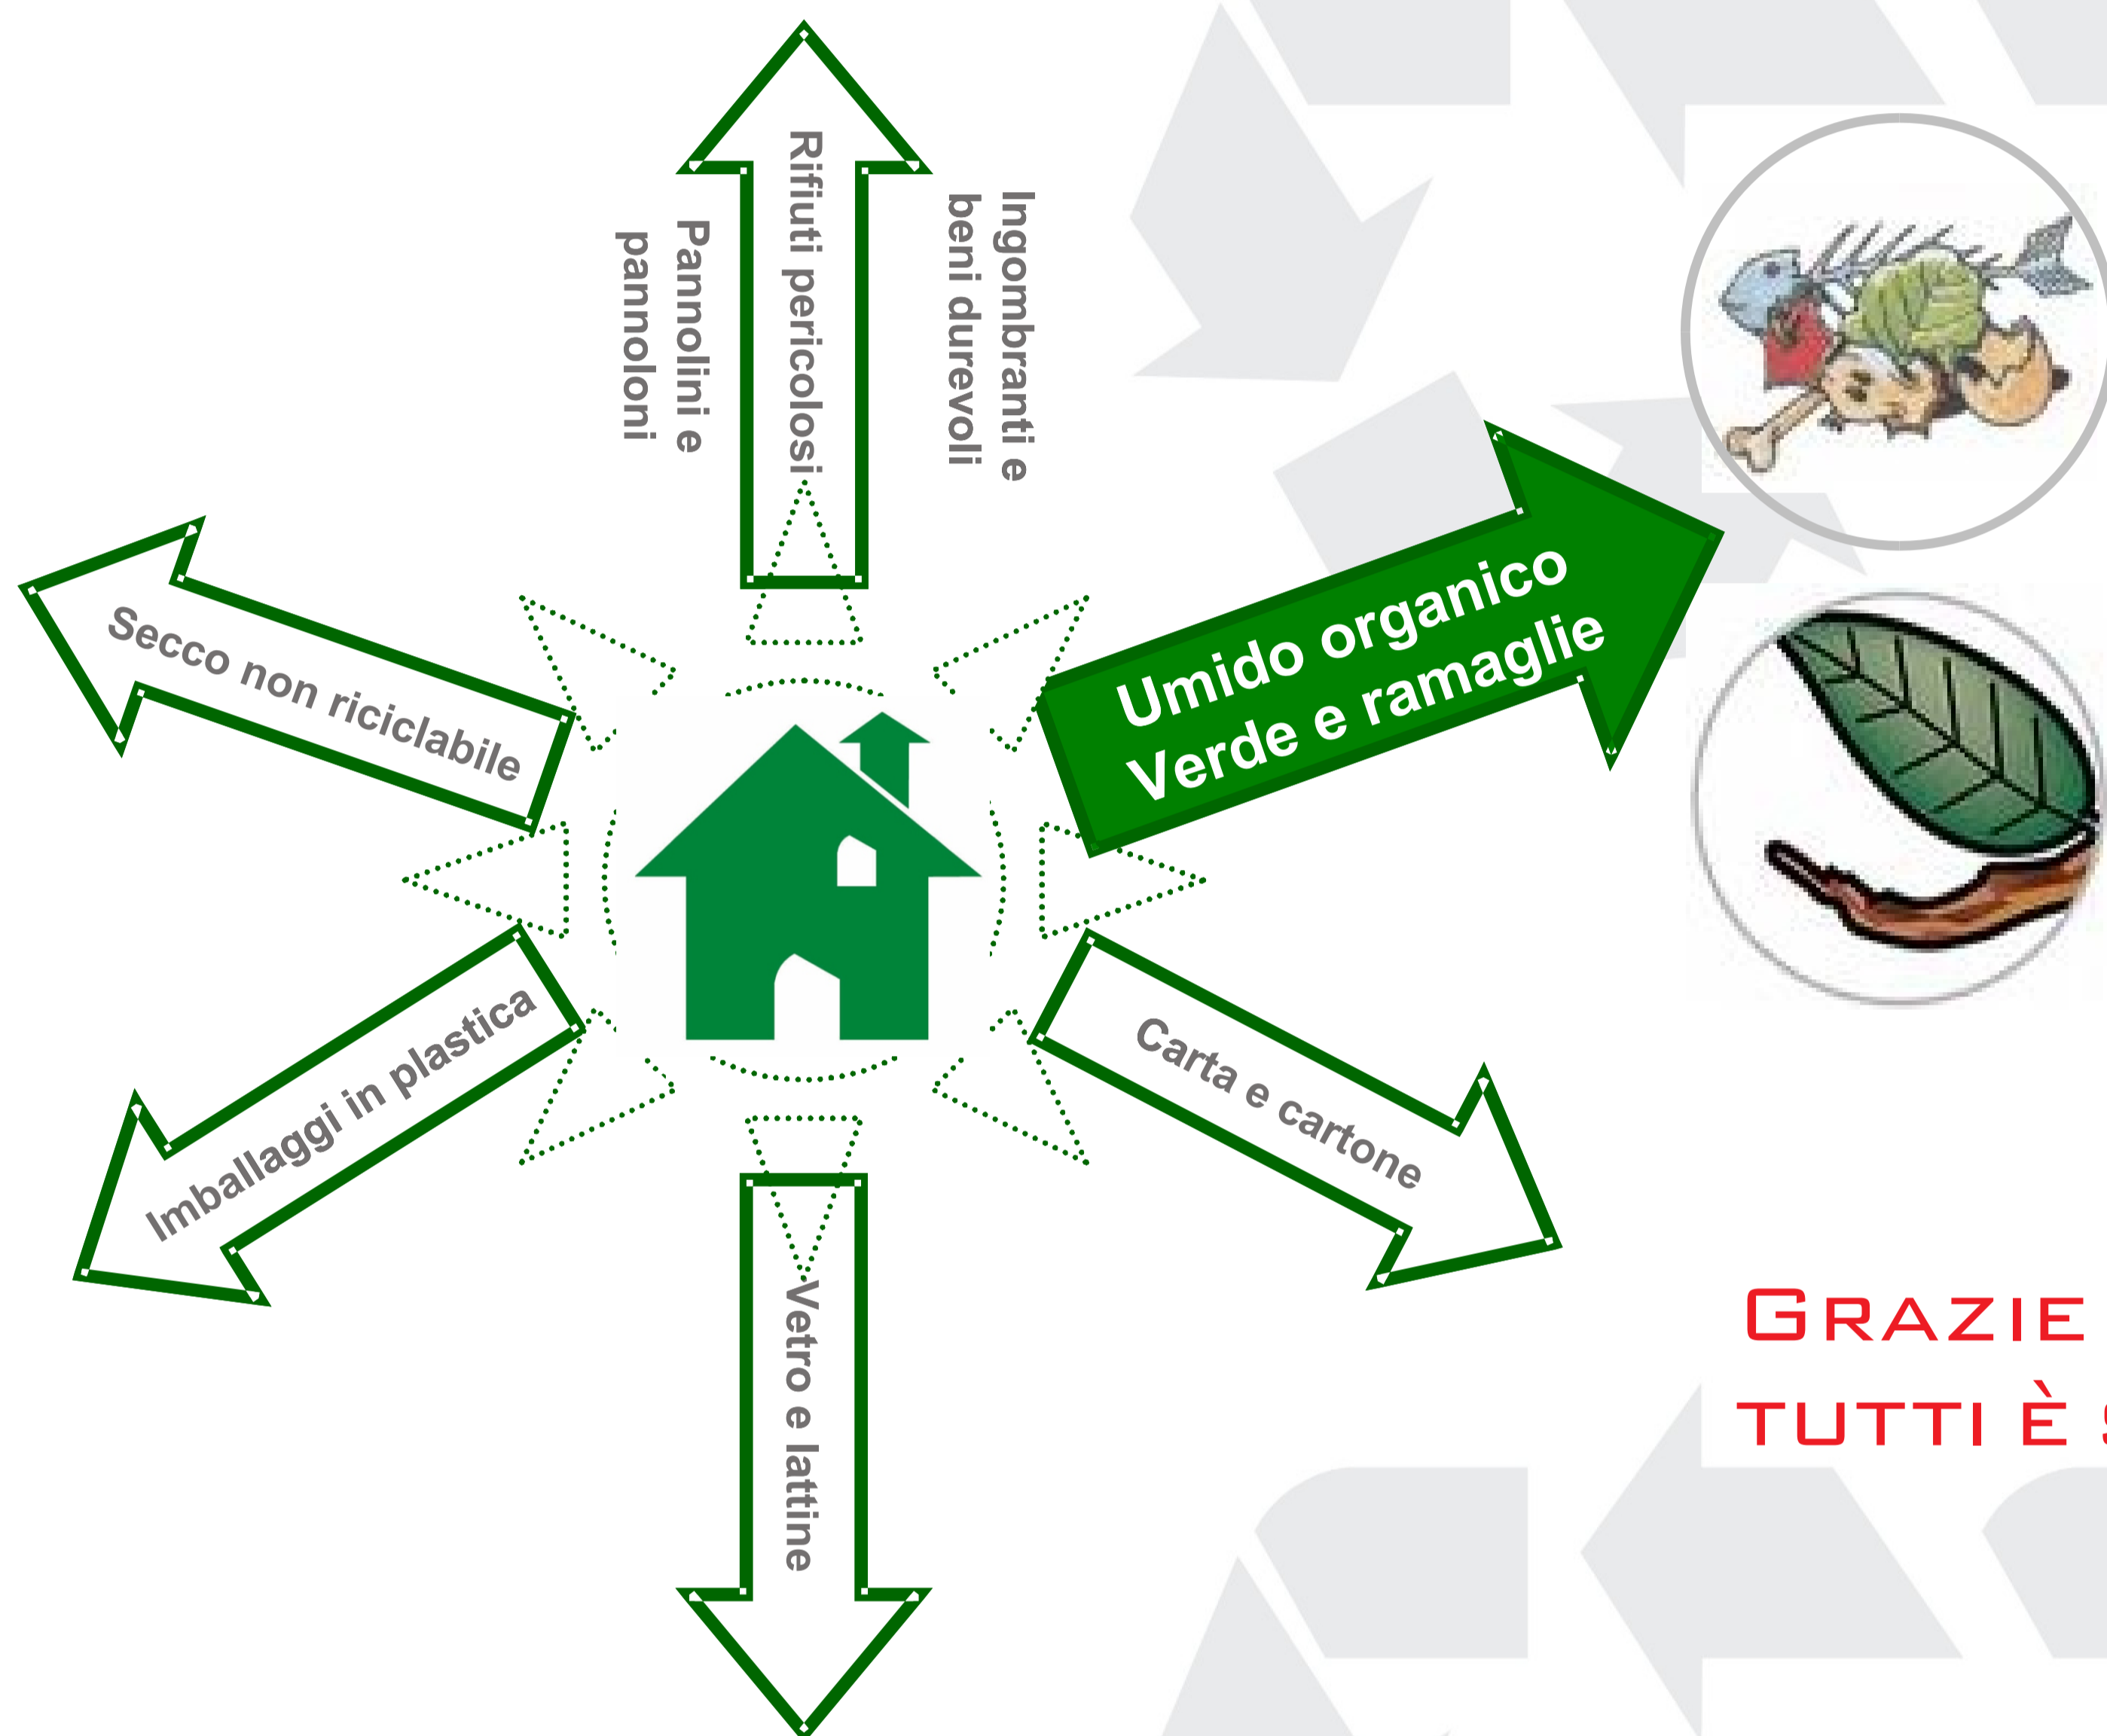 Rifiuti pericolosi
Ingombranti e
beni durevoli
Pannolini e
pannoloni
Umido organico
Verde e ramaglie
Secco non riciclabile
Imballaggi in plastica
Carta e cartone
Vetro e lattine
GRAZIE
TUTTI È